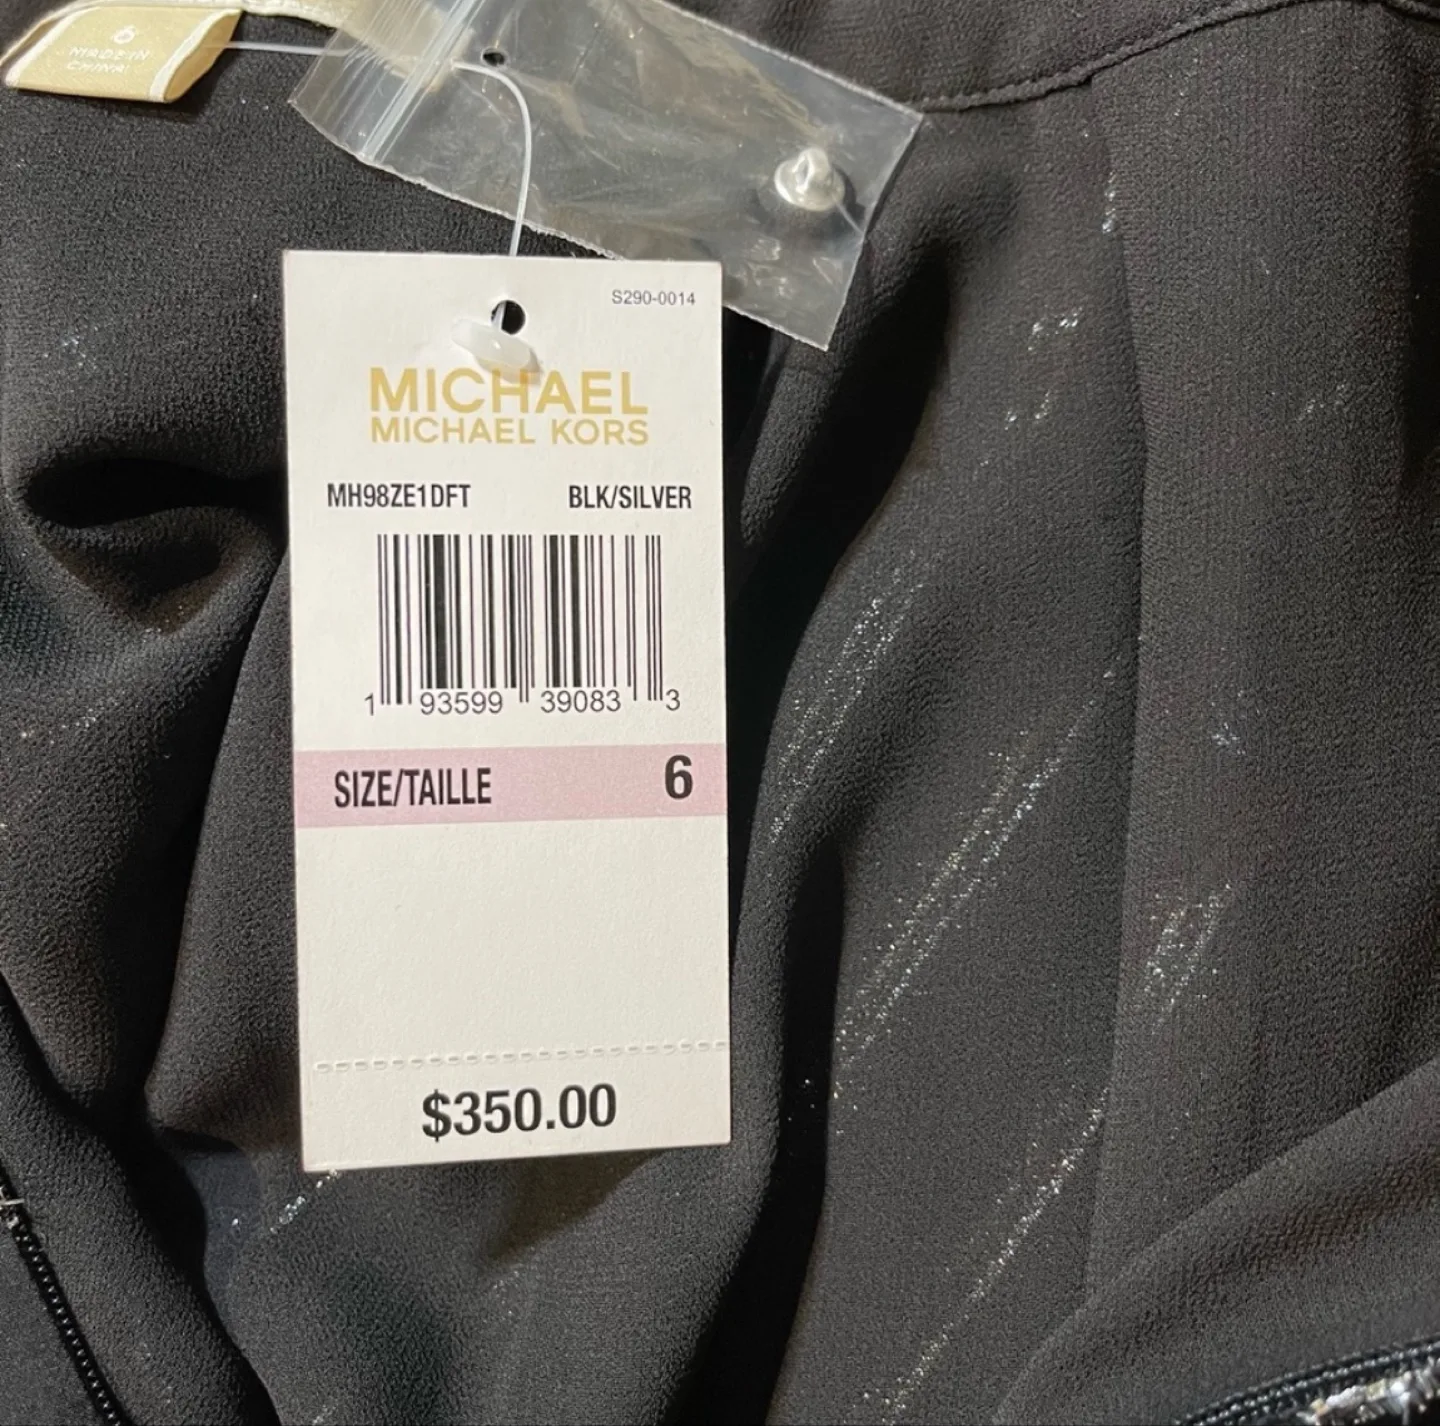 6
MADE IN
CHINA
S290-0014
MICHAEL
MICHAEL KORS
MH98ZE1DFT BLK/SILVER
1 93599 39083 3
SIZE/TAILLE 6
$350.00